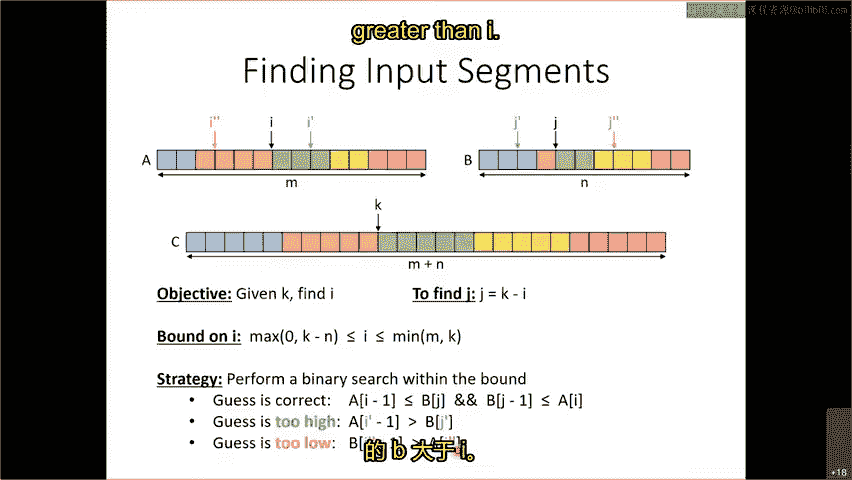 greater than i.
Finding Input Segments
i'' i i' j' j j''
A B
m n
k
C
m + n
Objective: Given k, find i To find j: j = k - i
Bound on i: max(0, k - n) ≤ i ≤ min(m, k)
Strategy: Perform a binary search within the bound
• Guess is correct: A[i - 1] ≤ B[j] && B[j - 1] ≤ A[i]
• Guess is too high: A[i' - 1] > B[j']
• Guess is too low:
的 b 大于 i。
+18